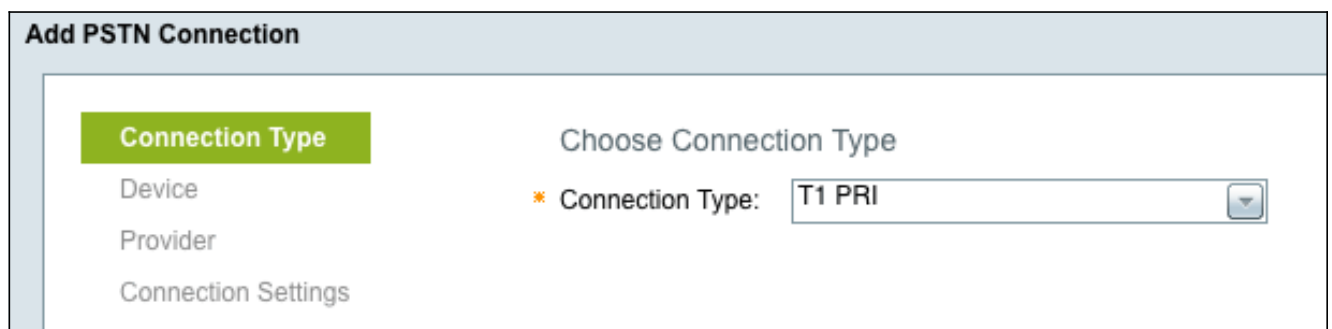 Add PSTN Connection
Connection Type
Device
Provider
Connection Settings
Choose Connection Type
* Connection Type: T1 PRI